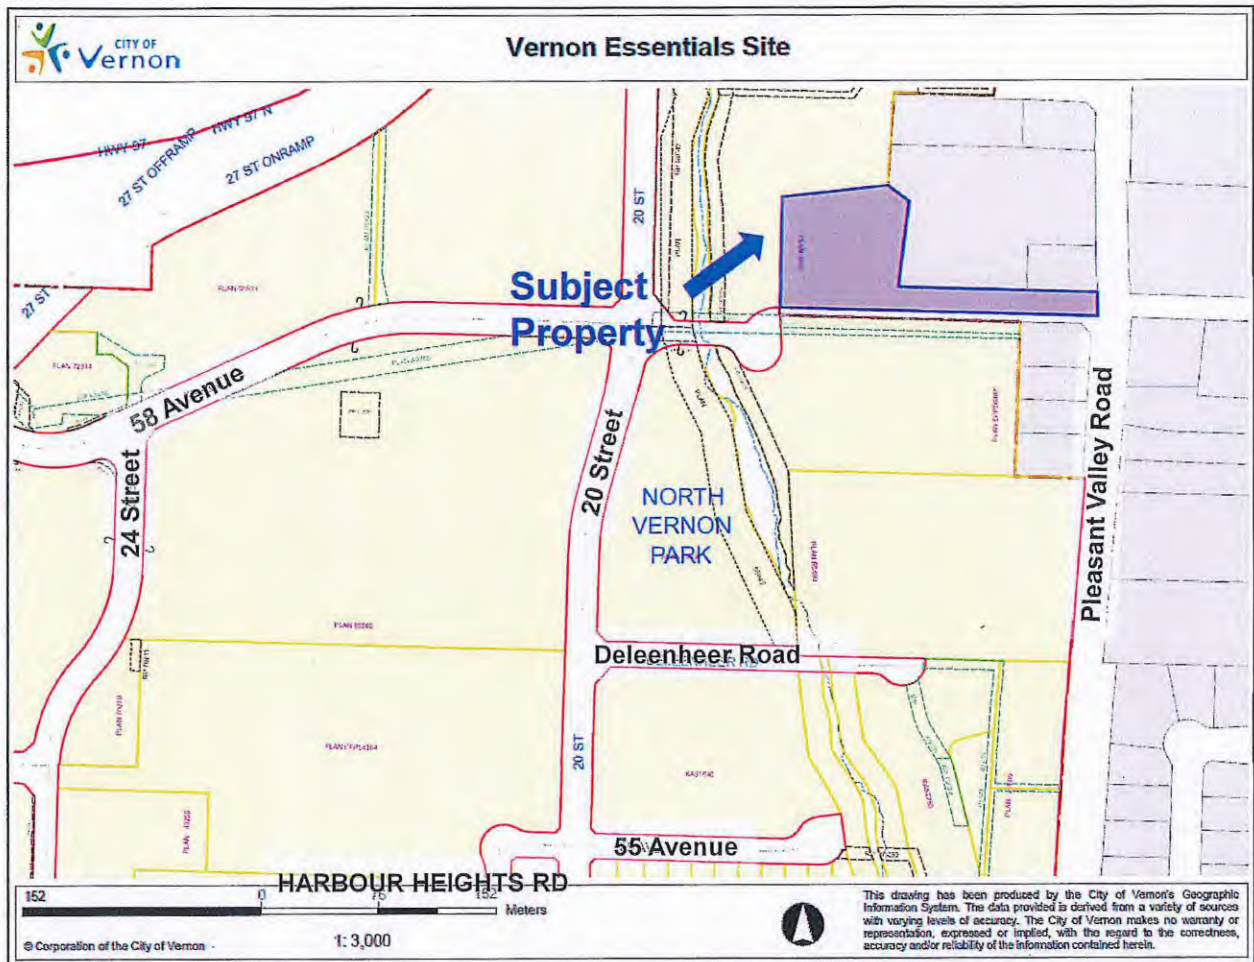 CITY OF
Vernon
Vernon Essentials Site
HWY 97
HWY 97 N
27 ST OFFRAMP
27 ST ONRAMP
27 ST
20 ST
Subject
Property
58 Avenue
24 Street
20 Street
NORTH
VERNON
PARK
Pleasant Valley Road
PLAN
PLAN
Deleenheer Road
20 ST
55 Avenue
HARBOUR HEIGHTS RD
152
0
76
152
Meters
© Corporation of the City of Vernon
1: 3,000
This drawing has been produced by the City of Vernon's Geographic
Information System. The data provided is derived from a variety of sources
with varying levels of accuracy. The City of Vernon makes no warranty or
representation, expressed or implied, with the regard to the correctness,
accuracy and/or reliability of the information contained herein.